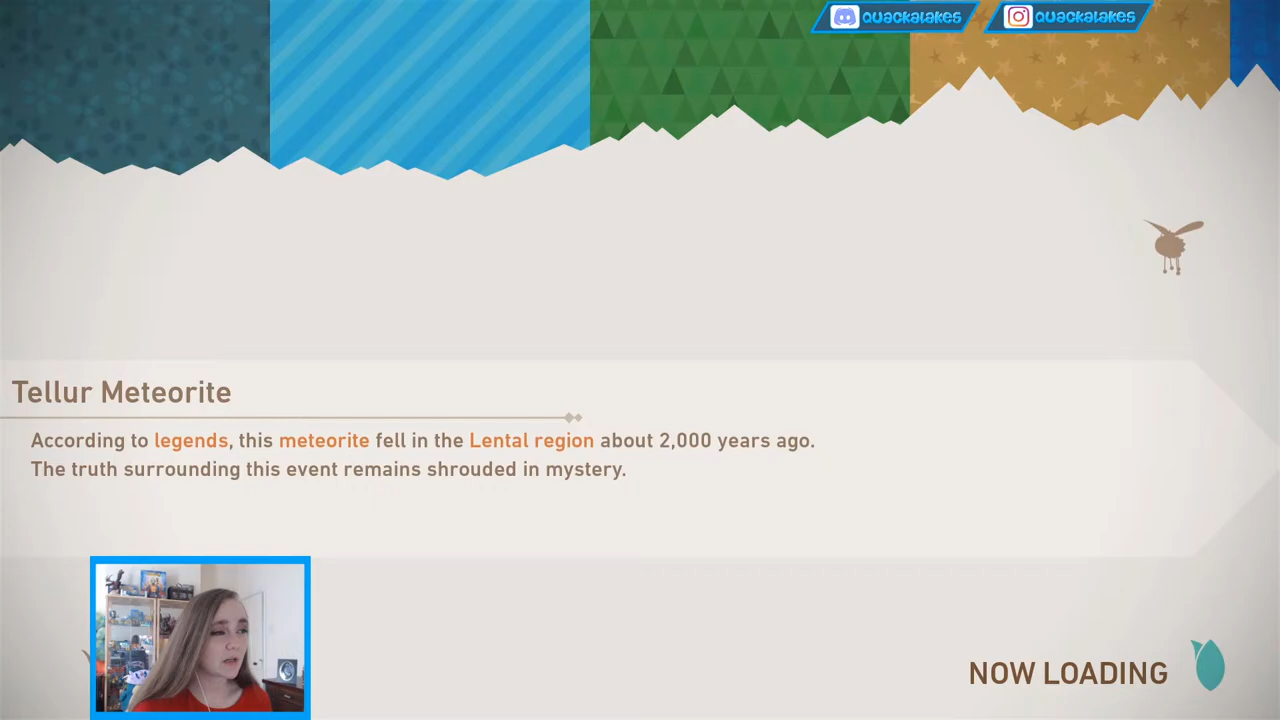 quackalakes quackalakes
Tellur Meteorite
According to legends, this meteorite fell in the Lental region about 2,000 years ago.
The truth surrounding this event remains shrouded in mystery.
NOW LOADING